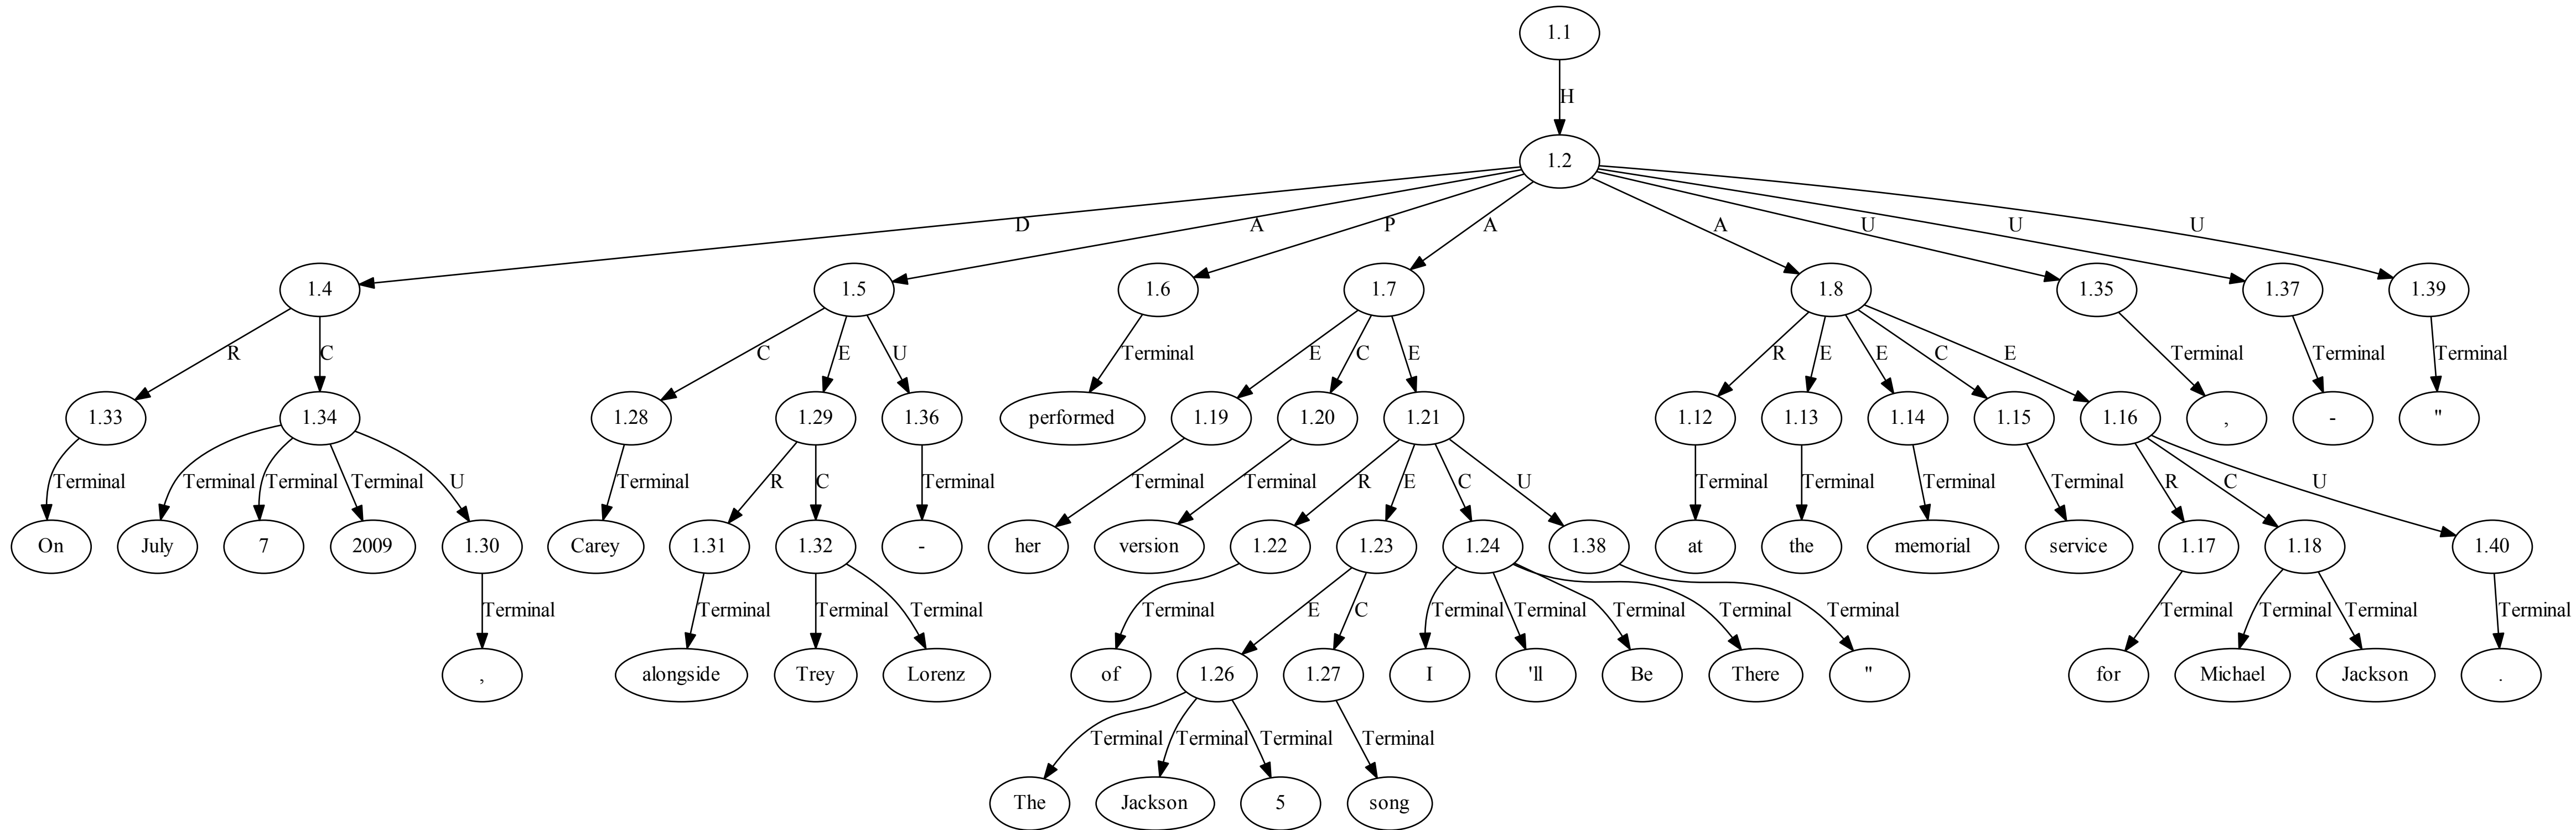 1.1
H
1.2
D A P A A U U U
1.4 1.5 1.6 1.7 1.8 1.35 1.37 1.39
R C C E U Terminal E C E R E E C E Terminal Terminal Terminal
1.33 1.34 1.28 1.29 1.36 performed 1.19 1.20 1.21 1.12 1.13 1.14 1.15 1.16 , - "
Terminal Terminal Terminal Terminal U Terminal R C Terminal Terminal Terminal R E C U Terminal Terminal Terminal Terminal R C U
On July 7 2009 1.30 Carey 1.31 1.32 - her version 1.22 1.23 1.24 1.38 at the memorial service 1.17 1.18 1.40
Terminal Terminal Terminal Terminal Terminal E C Terminal Terminal Terminal Terminal Terminal Terminal Terminal Terminal Terminal
, alongside Trey Lorenz of 1.26 1.27 I 'll Be There " for Michael Jackson .
Terminal Terminal Terminal Terminal
The Jackson 5 song